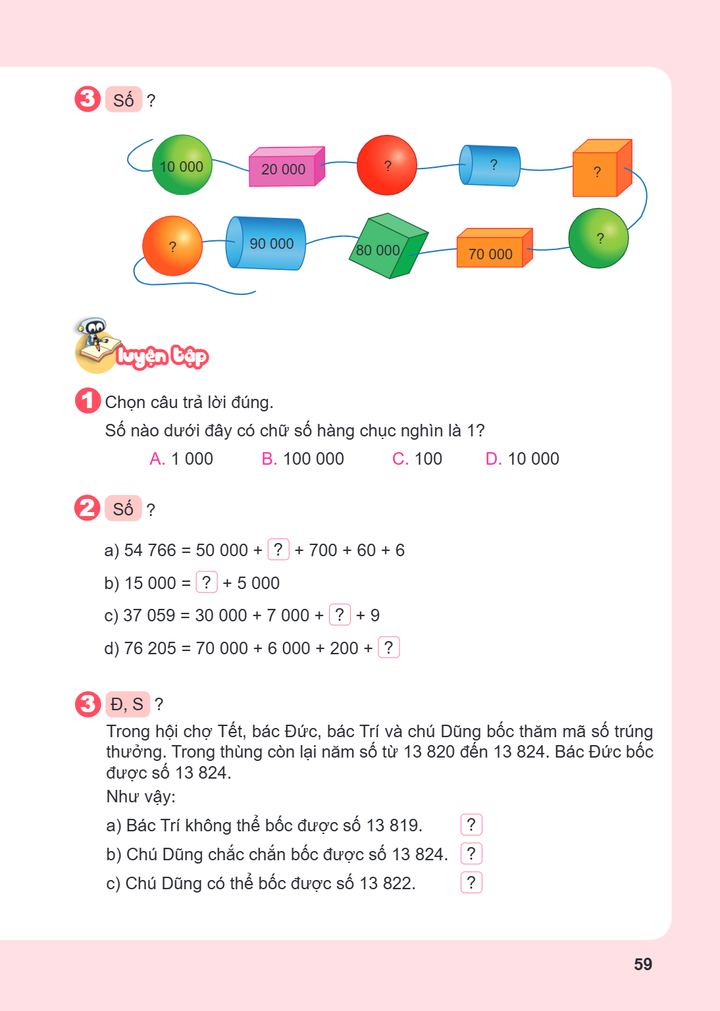 3 Số ?
10 000 20 000 ? ? ?
? 90 000 80 000 70 000 ?
luyện tập
1 Chọn câu trả lời đúng.
Số nào dưới đây có chữ số hàng chục nghìn là 1?
A. 1 000 B. 100 000 C. 100 D. 10 000
2 Số ?
a) 54 766 = 50 000 + ? + 700 + 60 + 6
b) 15 000 = ? + 5 000
c) 37 059 = 30 000 + 7 000 + ? + 9
d) 76 205 = 70 000 + 6 000 + 200 + ?
3 Đ, S ?
Trong hội chợ Tết, bác Đức, bác Trí và chú Dũng bốc thăm mã số trúng
thưởng. Trong thùng còn lại năm số từ 13 820 đến 13 824. Bác Đức bốc
được số 13 824.
Như vậy:
a) Bác Trí không thể bốc được số 13 819. ?
b) Chú Dũng chắc chắn bốc được số 13 824. ?
c) Chú Dũng có thể bốc được số 13 822. ?
59